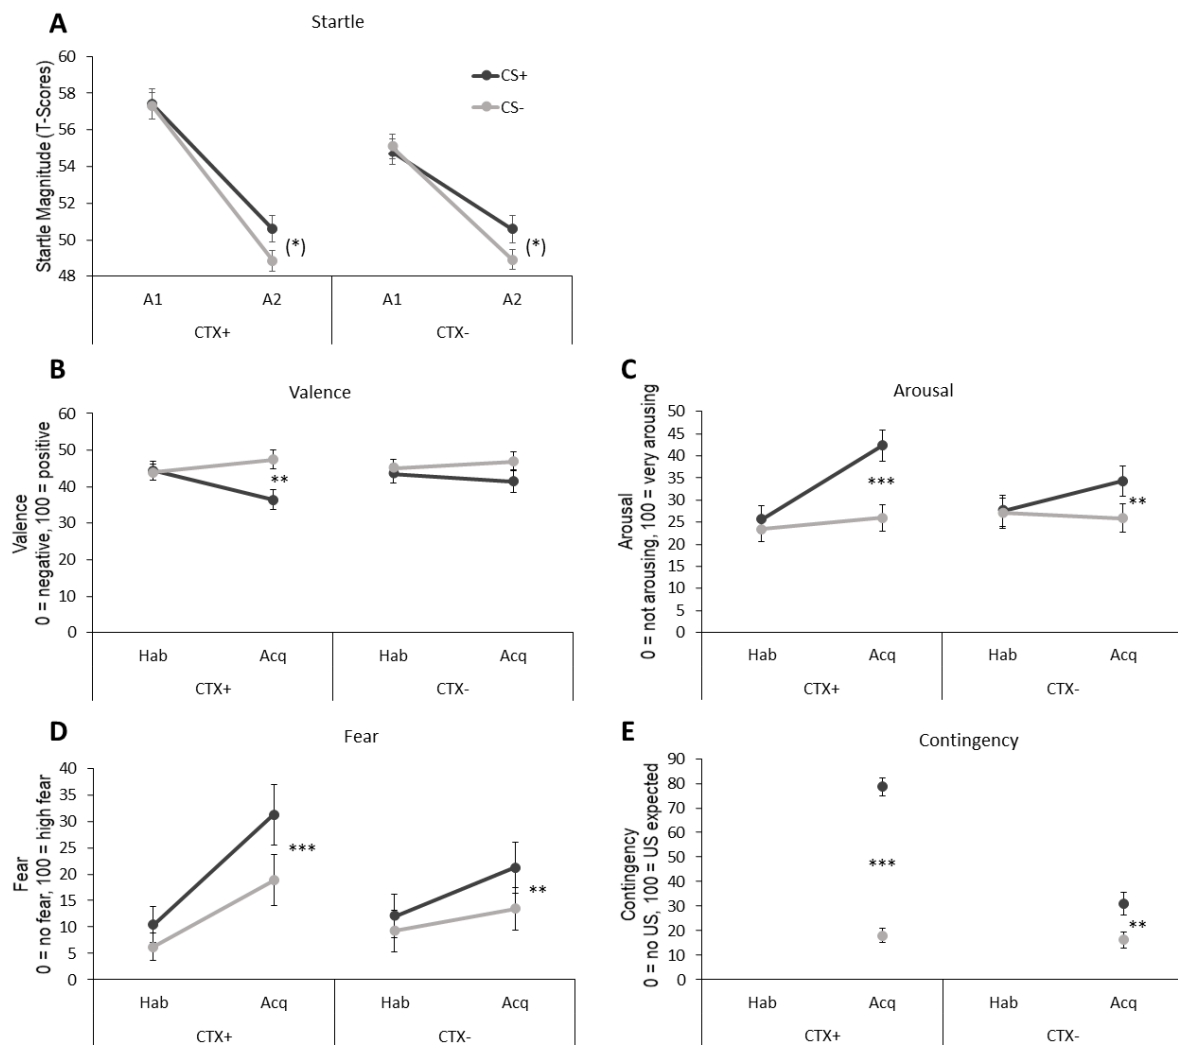 A
Startle
Startle Magnitude (T-Scores)
60
58
56
54
52
50
48
CS+
CS-
(*)
(*)
A1
A2
A1
A2
CTX+
CTX-
B
Valence
Valence
0 = negative, 100 = positive
60
50
40
30
20
10
0
**
Hab
Acq
Hab
Acq
CTX+
CTX-
C
Arousal
Arousal
0 = not arousing, 100 = very arousing
50
45
40
35
30
25
20
15
10
5
0
***
**
Hab
Acq
Hab
Acq
CTX+
CTX-
D
Fear
Fear
0 = no fear, 100 = high fear
40
35
30
25
20
15
10
5
0
***
**
Hab
Acq
Hab
Acq
CTX+
CTX-
E
Contingency
Contingency
0 = no US, 100 = US expected
90
80
70
60
50
40
30
20
10
0
***
**
Hab
Acq
Hab
Acq
CTX+
CTX-